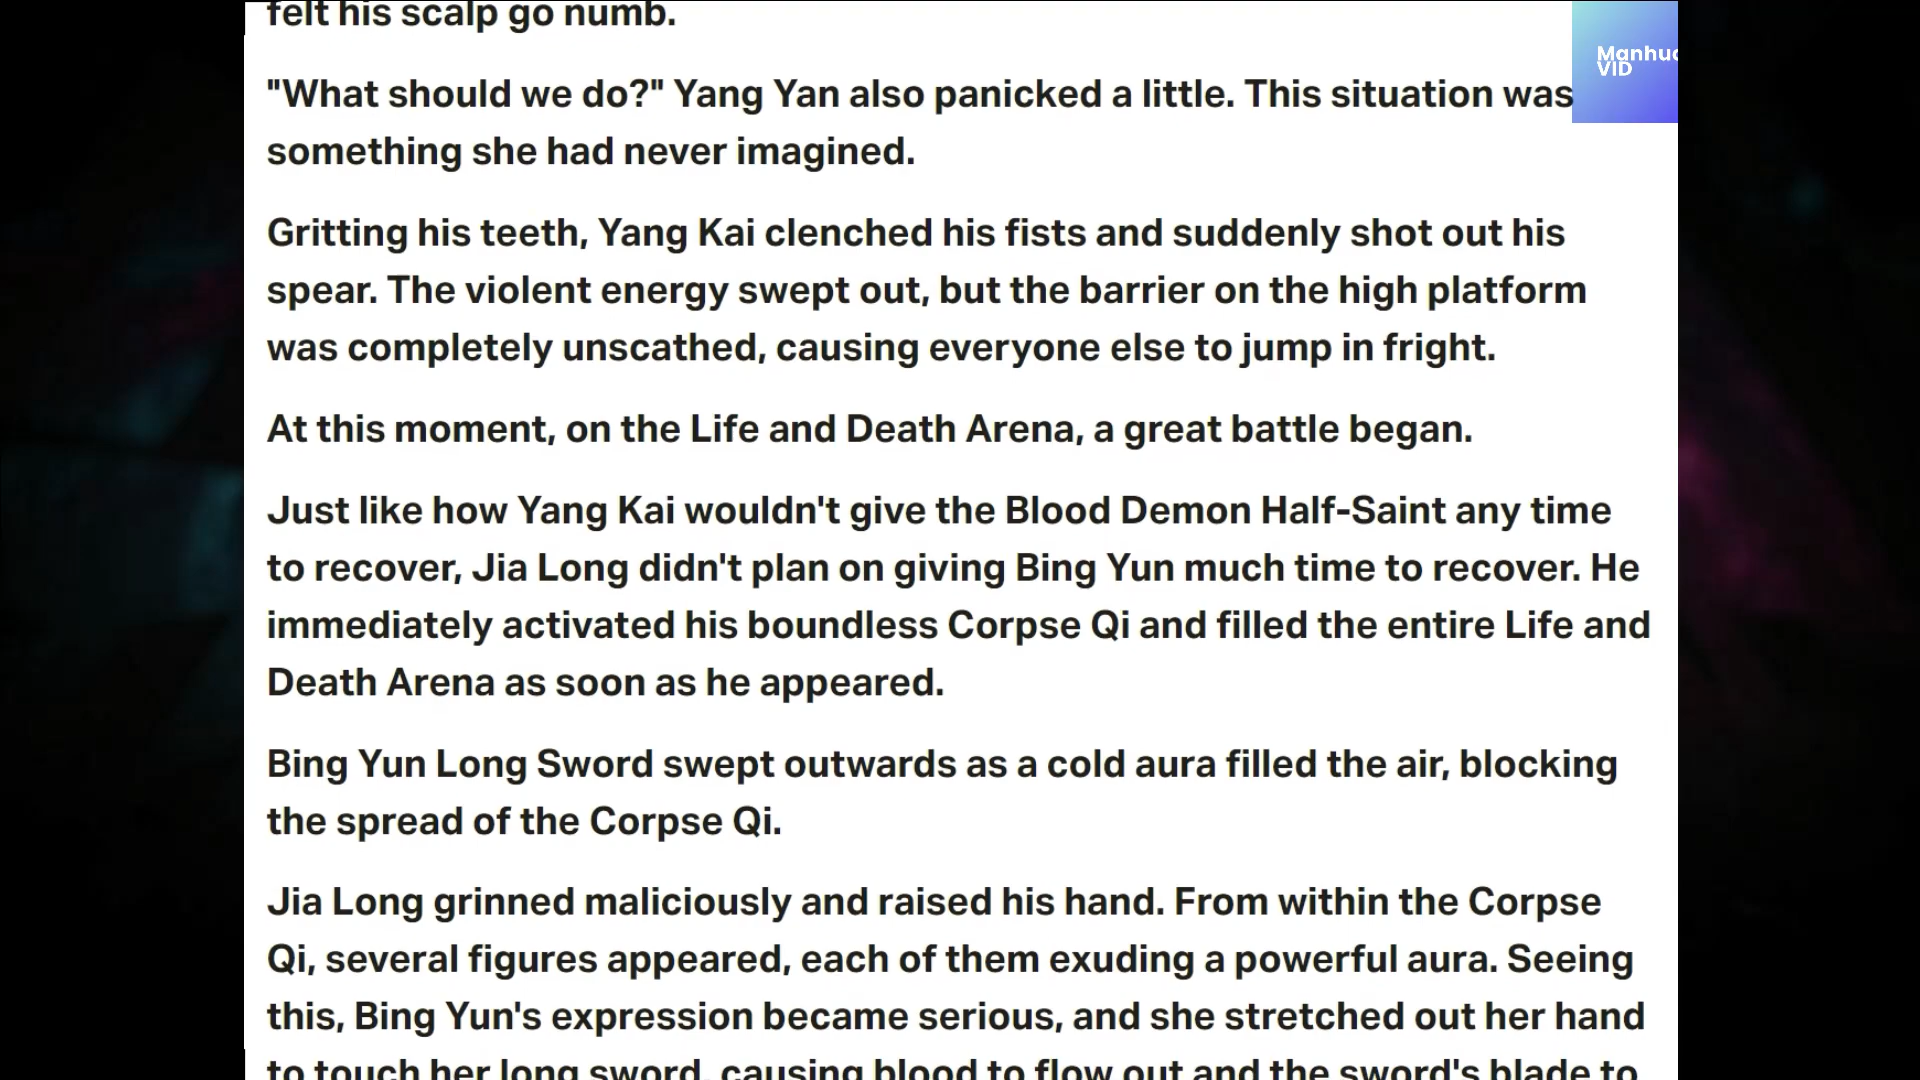 felt his scalp go numb.
Manhua
VID
"What should we do?" Yang Yan also panicked a little. This situation was
something she had never imagined.
Gritting his teeth, Yang Kai clenched his fists and suddenly shot out his
spear. The violent energy swept out, but the barrier on the high platform
was completely unscathed, causing everyone else to jump in fright.
At this moment, on the Life and Death Arena, a great battle began.
Just like how Yang Kai wouldn't give the Blood Demon Half-Saint any time
to recover, Jia Long didn't plan on giving Bing Yun much time to recover. He
immediately activated his boundless Corpse Qi and filled the entire Life and
Death Arena as soon as he appeared.
Bing Yun Long Sword swept outwards as a cold aura filled the air, blocking
the spread of the Corpse Qi.
Jia Long grinned maliciously and raised his hand. From within the Corpse
Qi, several figures appeared, each of them exuding a powerful aura. Seeing
this, Bing Yun's expression became serious, and she stretched out her hand
to touch her long sword, causing blood to flow out and the sword's blade to